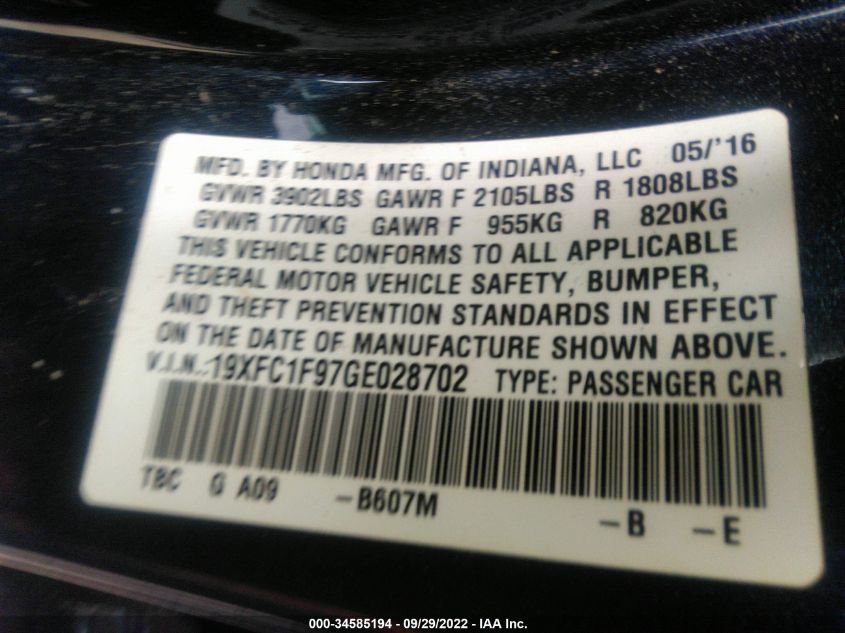 MFD. BY HONDA MFG. OF INDIANA, LLC 05/'16
GVWR 3902LBS GAWR F 2105LBS R 1808LBS
GVWR 1770KG GAWR F 955KG R 820KG
THIS VEHICLE CONFORMS TO ALL APPLICABLE
FEDERAL MOTOR VEHICLE SAFETY, BUMPER,
AND THEFT PREVENTION STANDARDS IN EFFECT
ON THE DATE OF MANUFACTURE SHOWN ABOVE.
V.I.N.:19XFC1F97GE028702 TYPE: PASSENGER CAR
TBC 0 A09 -B607M -B -E
000-34585194 - 09/29/2022 - IAA Inc.